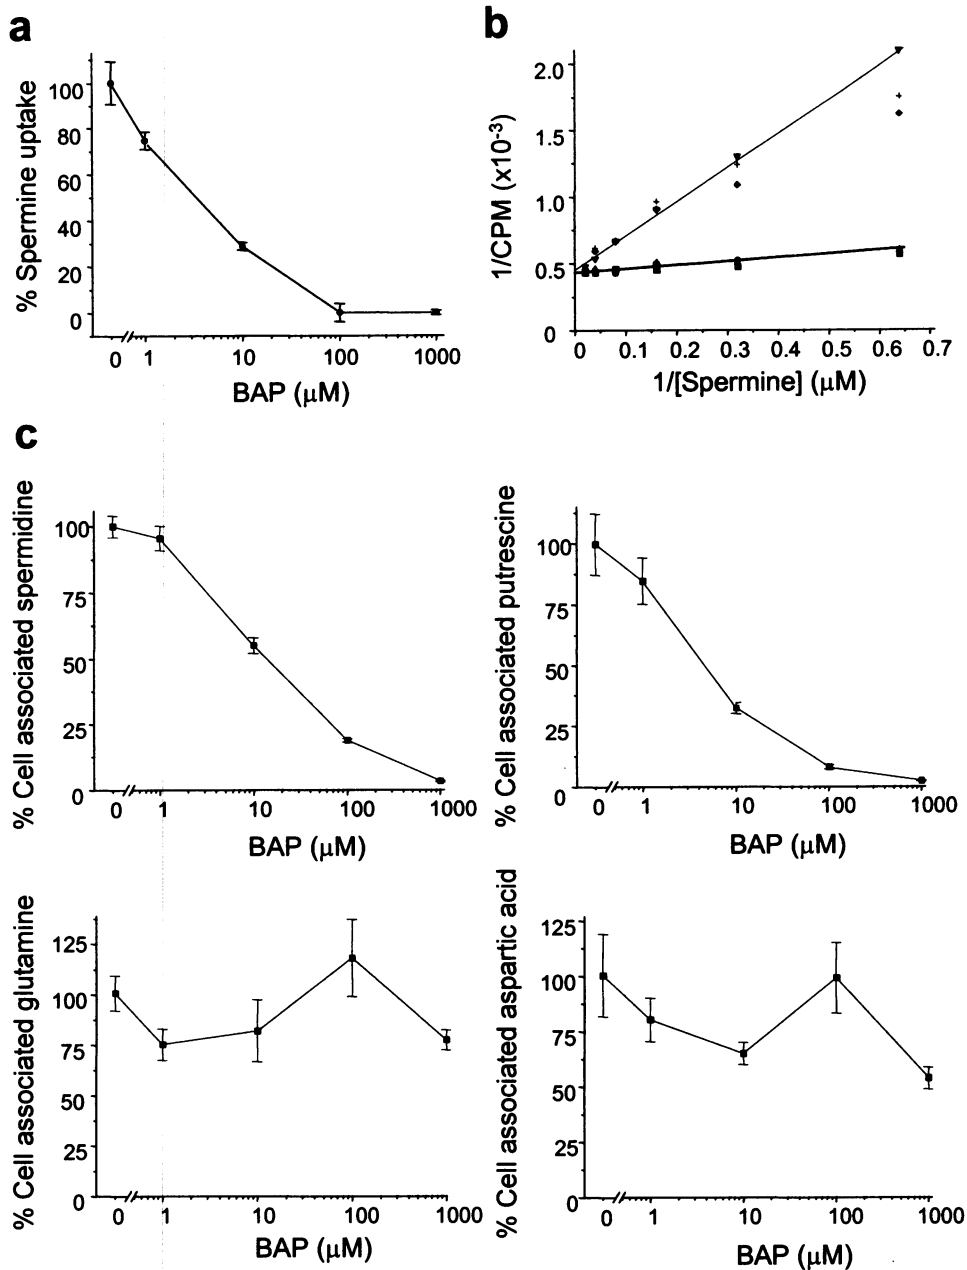 a
% Spermine uptake
100
80
60
40
20
0
0 1 10 100 1000
BAP (μM)
b
1/CPM (x10-3)
2.0
1.5
1.0
0.5
0
0 0.1 0.2 0.3 0.4 0.5 0.6 0.7
1/[Spermine] (μM)
c
% Cell associated spermidine
100
75
50
25
0
0 1 10 100 1000
BAP (μM)
% Cell associated putrescine
100
75
50
25
0
0 1 10 100 1000
BAP (μM)
% Cell associated glutamine
125
100
75
50
25
0
0 1 10 100 1000
BAP (μM)
% Cell associated aspartic acid
125
100
75
50
25
0
0 1 10 100 1000
BAP (μM)